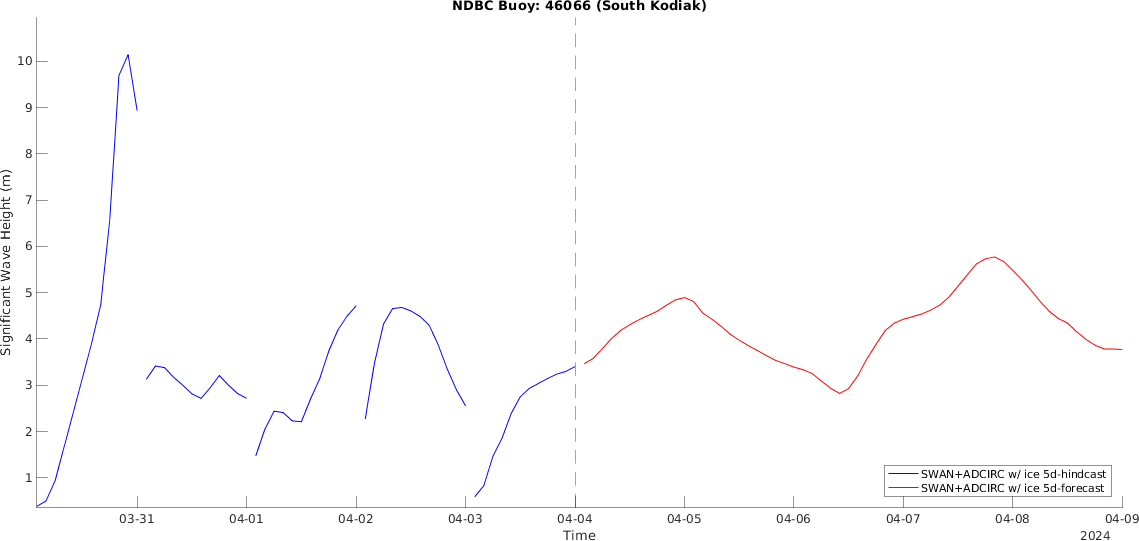 NDBC Buoy: 46066 (South Kodiak)
10
9
8
7
6
5
4
3
2
1
Significant Wave Height (m)
SWAN+ADCIRC w/ ice 5d-hindcast
SWAN+ADCIRC w/ ice 5d-forecast
03-31 04-01 04-02 04-03 04-04 04-05 04-06 04-07 04-08 04-09
Time
2024